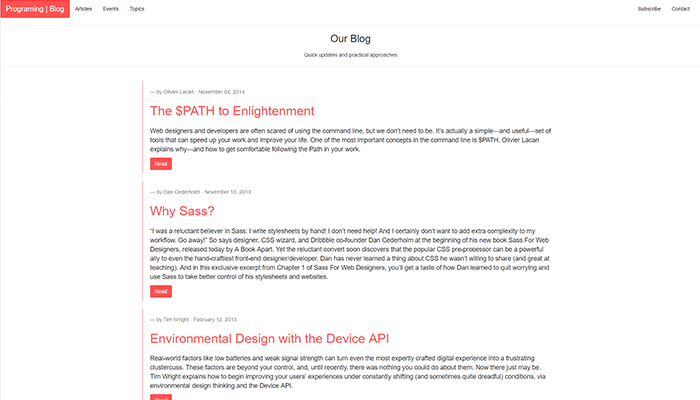 Programing | Blog Articles Events Topics Subscribe Contact
Our Blog
Quick updates and practical approaches
— by Olivier Lacan · November 04, 2014
The $PATH to Enlightenment
Web designers and developers are often scared of using the command line, but we don't need to be. It's actually a simple—and useful—set of
tools that can speed up your work and improve your life. One of the most important concepts in the command line is $PATH. Olivier Lacan
explains why—and how to get comfortable following the Path in your work.
Read
— by Dan Cederholm · November 13, 2013
Why Sass?
"I was a reluctant believer in Sass. I write stylesheets by hand! I don't need help! And I certainly don't want to add extra complexity to my
workflow. Go away!" So says designer, CSS wizard, and Dribbble co-founder Dan Cederholm at the beginning of his new book Sass For Web
Designers, released today by A Book Apart. Yet the reluctant convert soon discovers that the popular CSS pre-processor can be a powerful
ally to even the hand-craftiest front-end designer/developer. Dan has never learned a thing about CSS he wasn't willing to share (and great at
teaching). And in this exclusive excerpt from Chapter 1 of Sass For Web Designers, you'll get a taste of how Dan learned to quit worrying and
use Sass to take better control of his stylesheets and websites.
Read
— by Tim Wright · February 12, 2013
Environmental Design with the Device API
Real-world factors like low batteries and weak signal strength can turn even the most expertly crafted digital experience into a frustrating
clustercuss. These factors are beyond your control, and, until recently, there was nothing you could do about them. Now there just may be.
Tim Wright explains how to begin improving your users' experiences under constantly shifting (and sometimes quite dreadful) conditions, via
environmental design thinking and the Device API.
Read